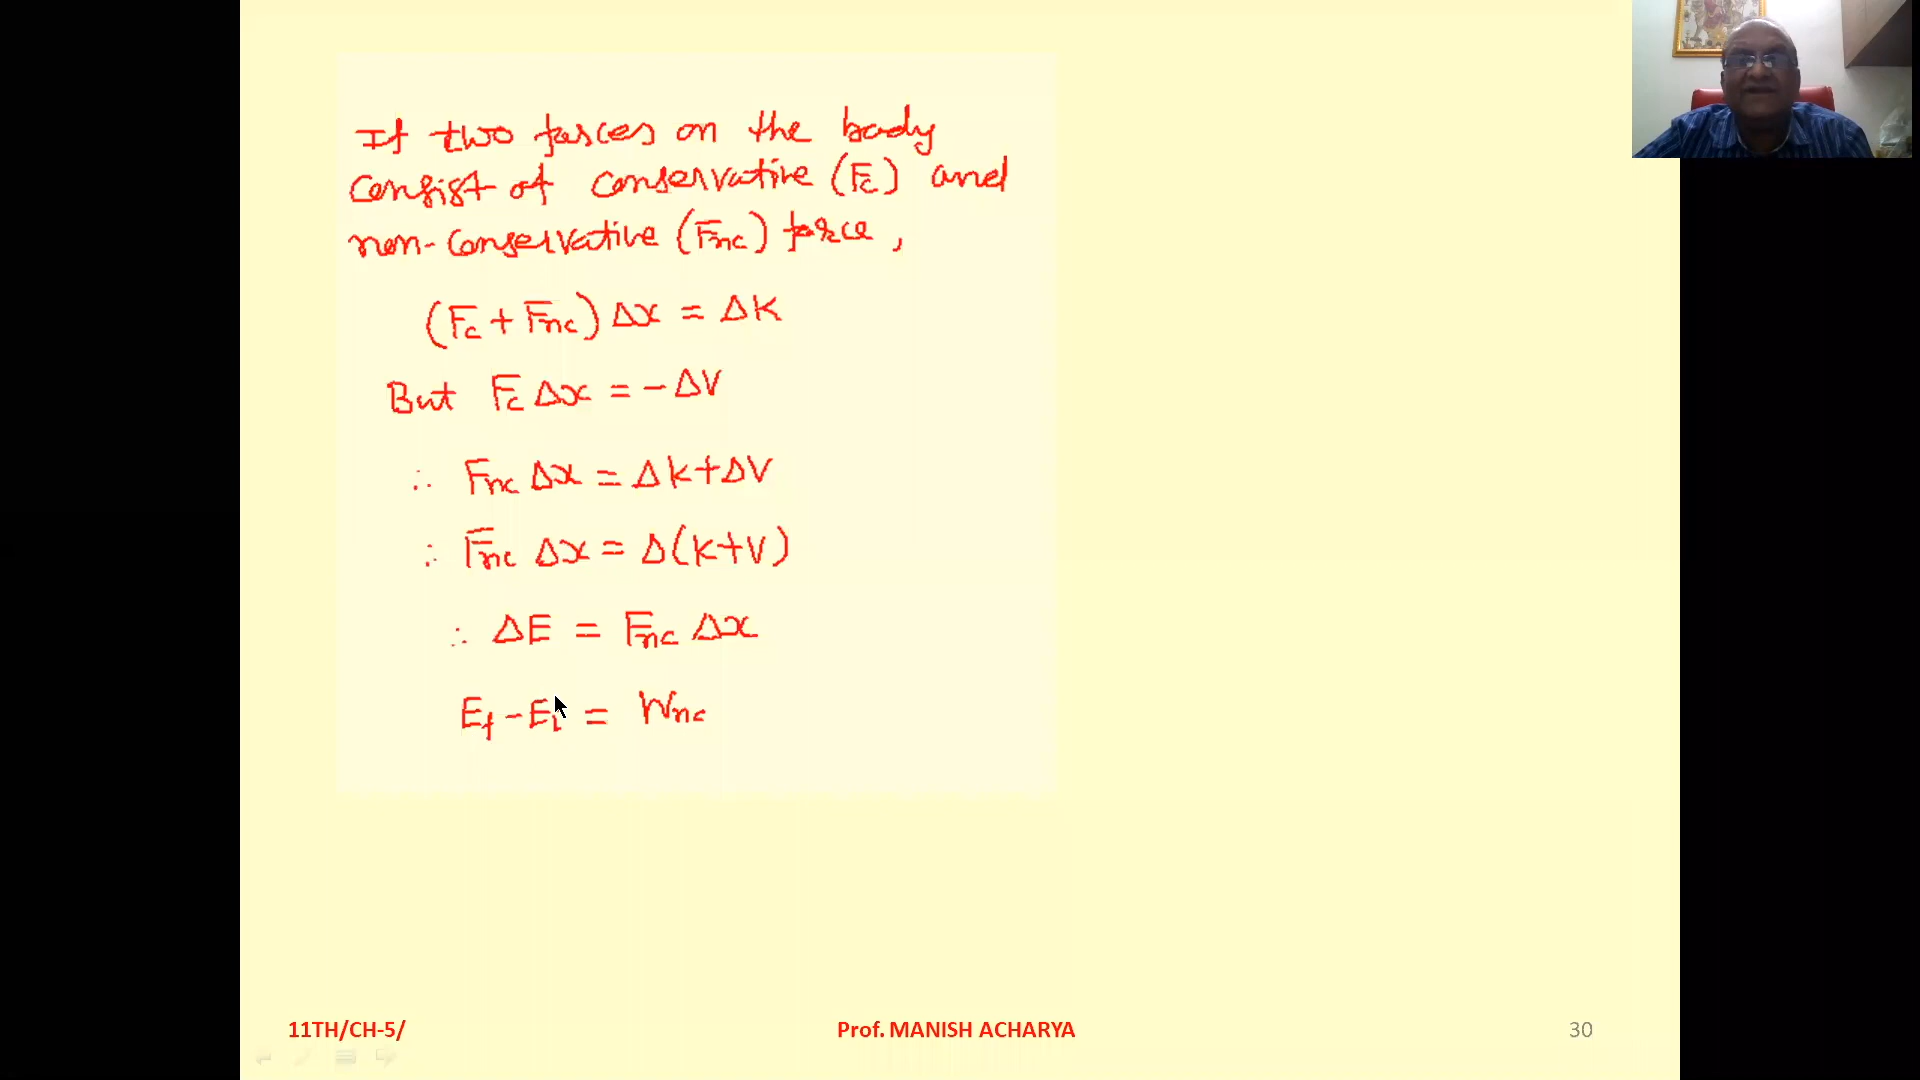 If two forces on the body
consist of conservative (Fc) and
non-conservative (Fnc) force,
(Fc + Fnc) Δx = ΔK
But Fc Δx = -ΔV
∴ Fnc Δx = ΔK+ΔV
∴ Fnc Δx = Δ(K+V)
∴ ΔE = Fnc Δx
Ef - Ei = Wnc
11TH/CH-5/
Prof. MANISH ACHARYA
30